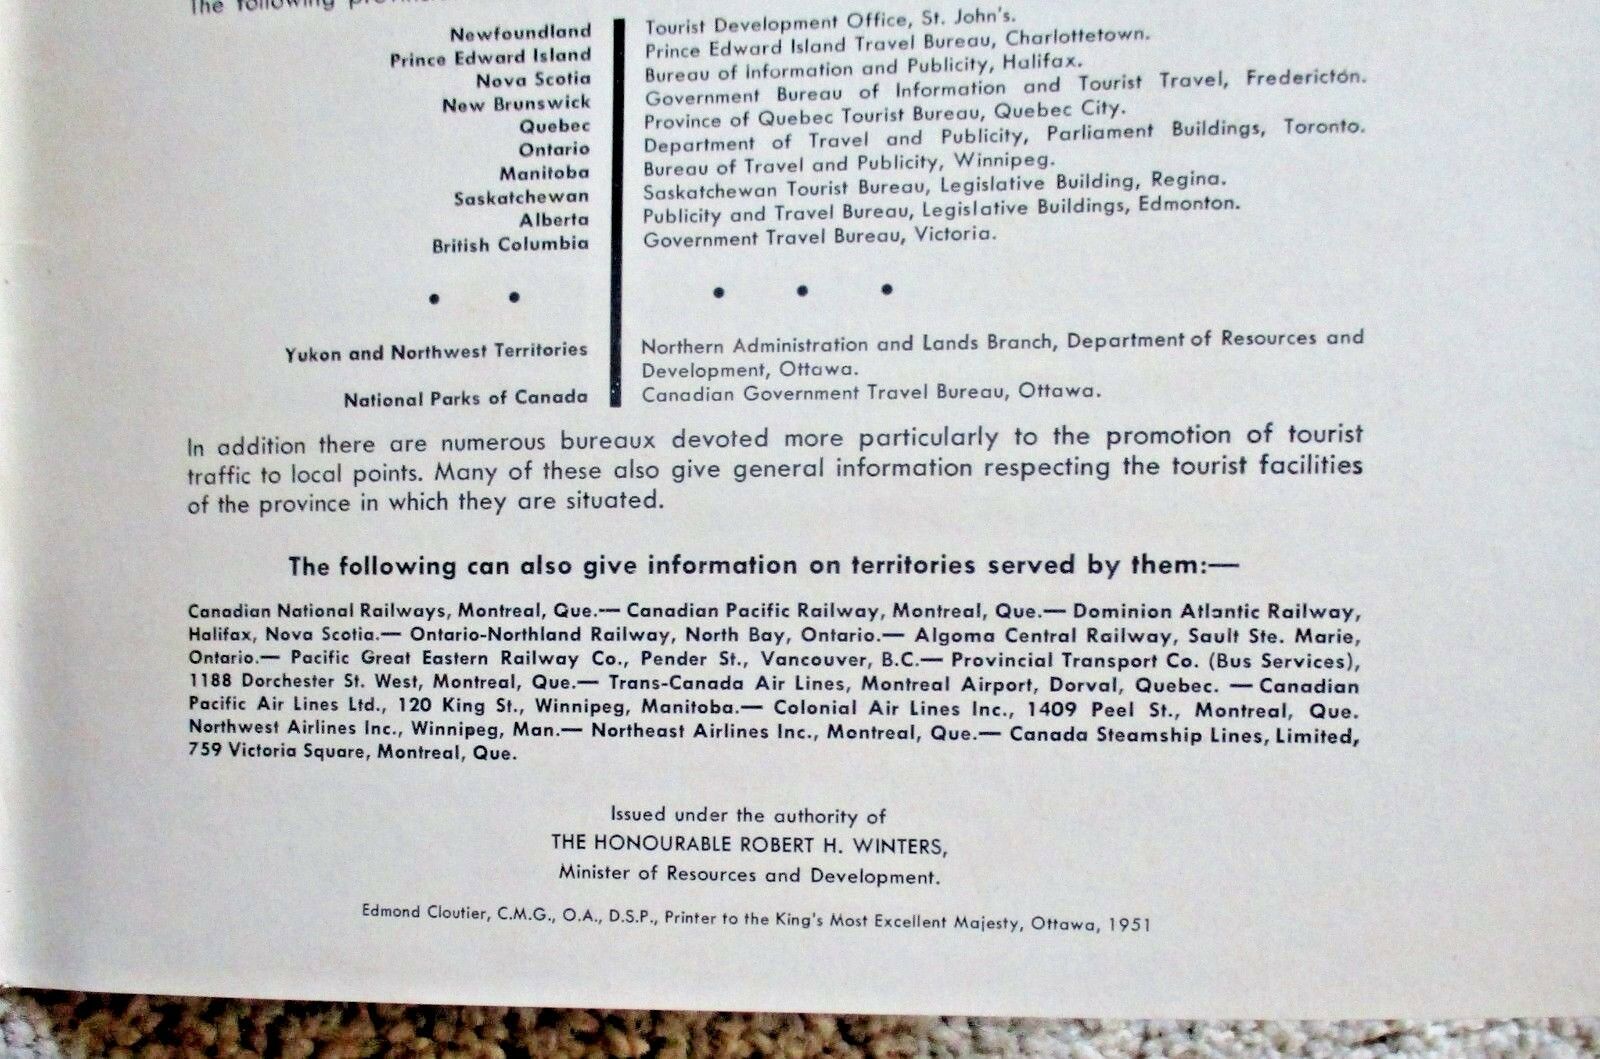 The following
Newfoundland Tourist Development Office, St. John's.
Prince Edward Island Prince Edward Island Travel Bureau, Charlottetown.
Nova Scotia Bureau of Information and Publicity, Halifax.
New Brunswick Government Bureau of Information and Tourist Travel, Fredericton.
Quebec Province of Quebec Tourist Bureau, Quebec City.
Ontario Department of Travel and Publicity, Parliament Buildings, Toronto.
Manitoba Bureau of Travel and Publicity, Winnipeg.
Saskatchewan Saskatchewan Tourist Bureau, Legislative Building, Regina.
Alberta Publicity and Travel Bureau, Legislative Buildings, Edmonton.
British Columbia Government Travel Bureau, Victoria.
• • • • •
Yukon and Northwest Territories Northern Administration and Lands Branch, Department of Resources and
Development, Ottawa.
National Parks of Canada Canadian Government Travel Bureau, Ottawa.
In addition there are numerous bureaux devoted more particularly to the promotion of tourist
traffic to local points. Many of these also give general information respecting the tourist facilities
of the province in which they are situated.
The following can also give information on territories served by them:—
Canadian National Railways, Montreal, Que.— Canadian Pacific Railway, Montreal, Que.— Dominion Atlantic Railway,
Halifax, Nova Scotia.— Ontario-Northland Railway, North Bay, Ontario.— Algoma Central Railway, Sault Ste. Marie,
Ontario.— Pacific Great Eastern Railway Co., Pender St., Vancouver, B.C.— Provincial Transport Co. (Bus Services),
1188 Dorchester St. West, Montreal, Que.— Trans-Canada Air Lines, Montreal Airport, Dorval, Quebec. — Canadian
Pacific Air Lines Ltd., 120 King St., Winnipeg, Manitoba.— Colonial Air Lines Inc., 1409 Peel St., Montreal, Que.
Northwest Airlines Inc., Winnipeg, Man.— Northeast Airlines Inc., Montreal, Que.— Canada Steamship Lines, Limited,
759 Victoria Square, Montreal, Que.
Issued under the authority of
THE HONOURABLE ROBERT H. WINTERS,
Minister of Resources and Development.
Edmond Cloutier, C.M.G., O.A., D.S.P., Printer to the King's Most Excellent Majesty, Ottawa, 1951